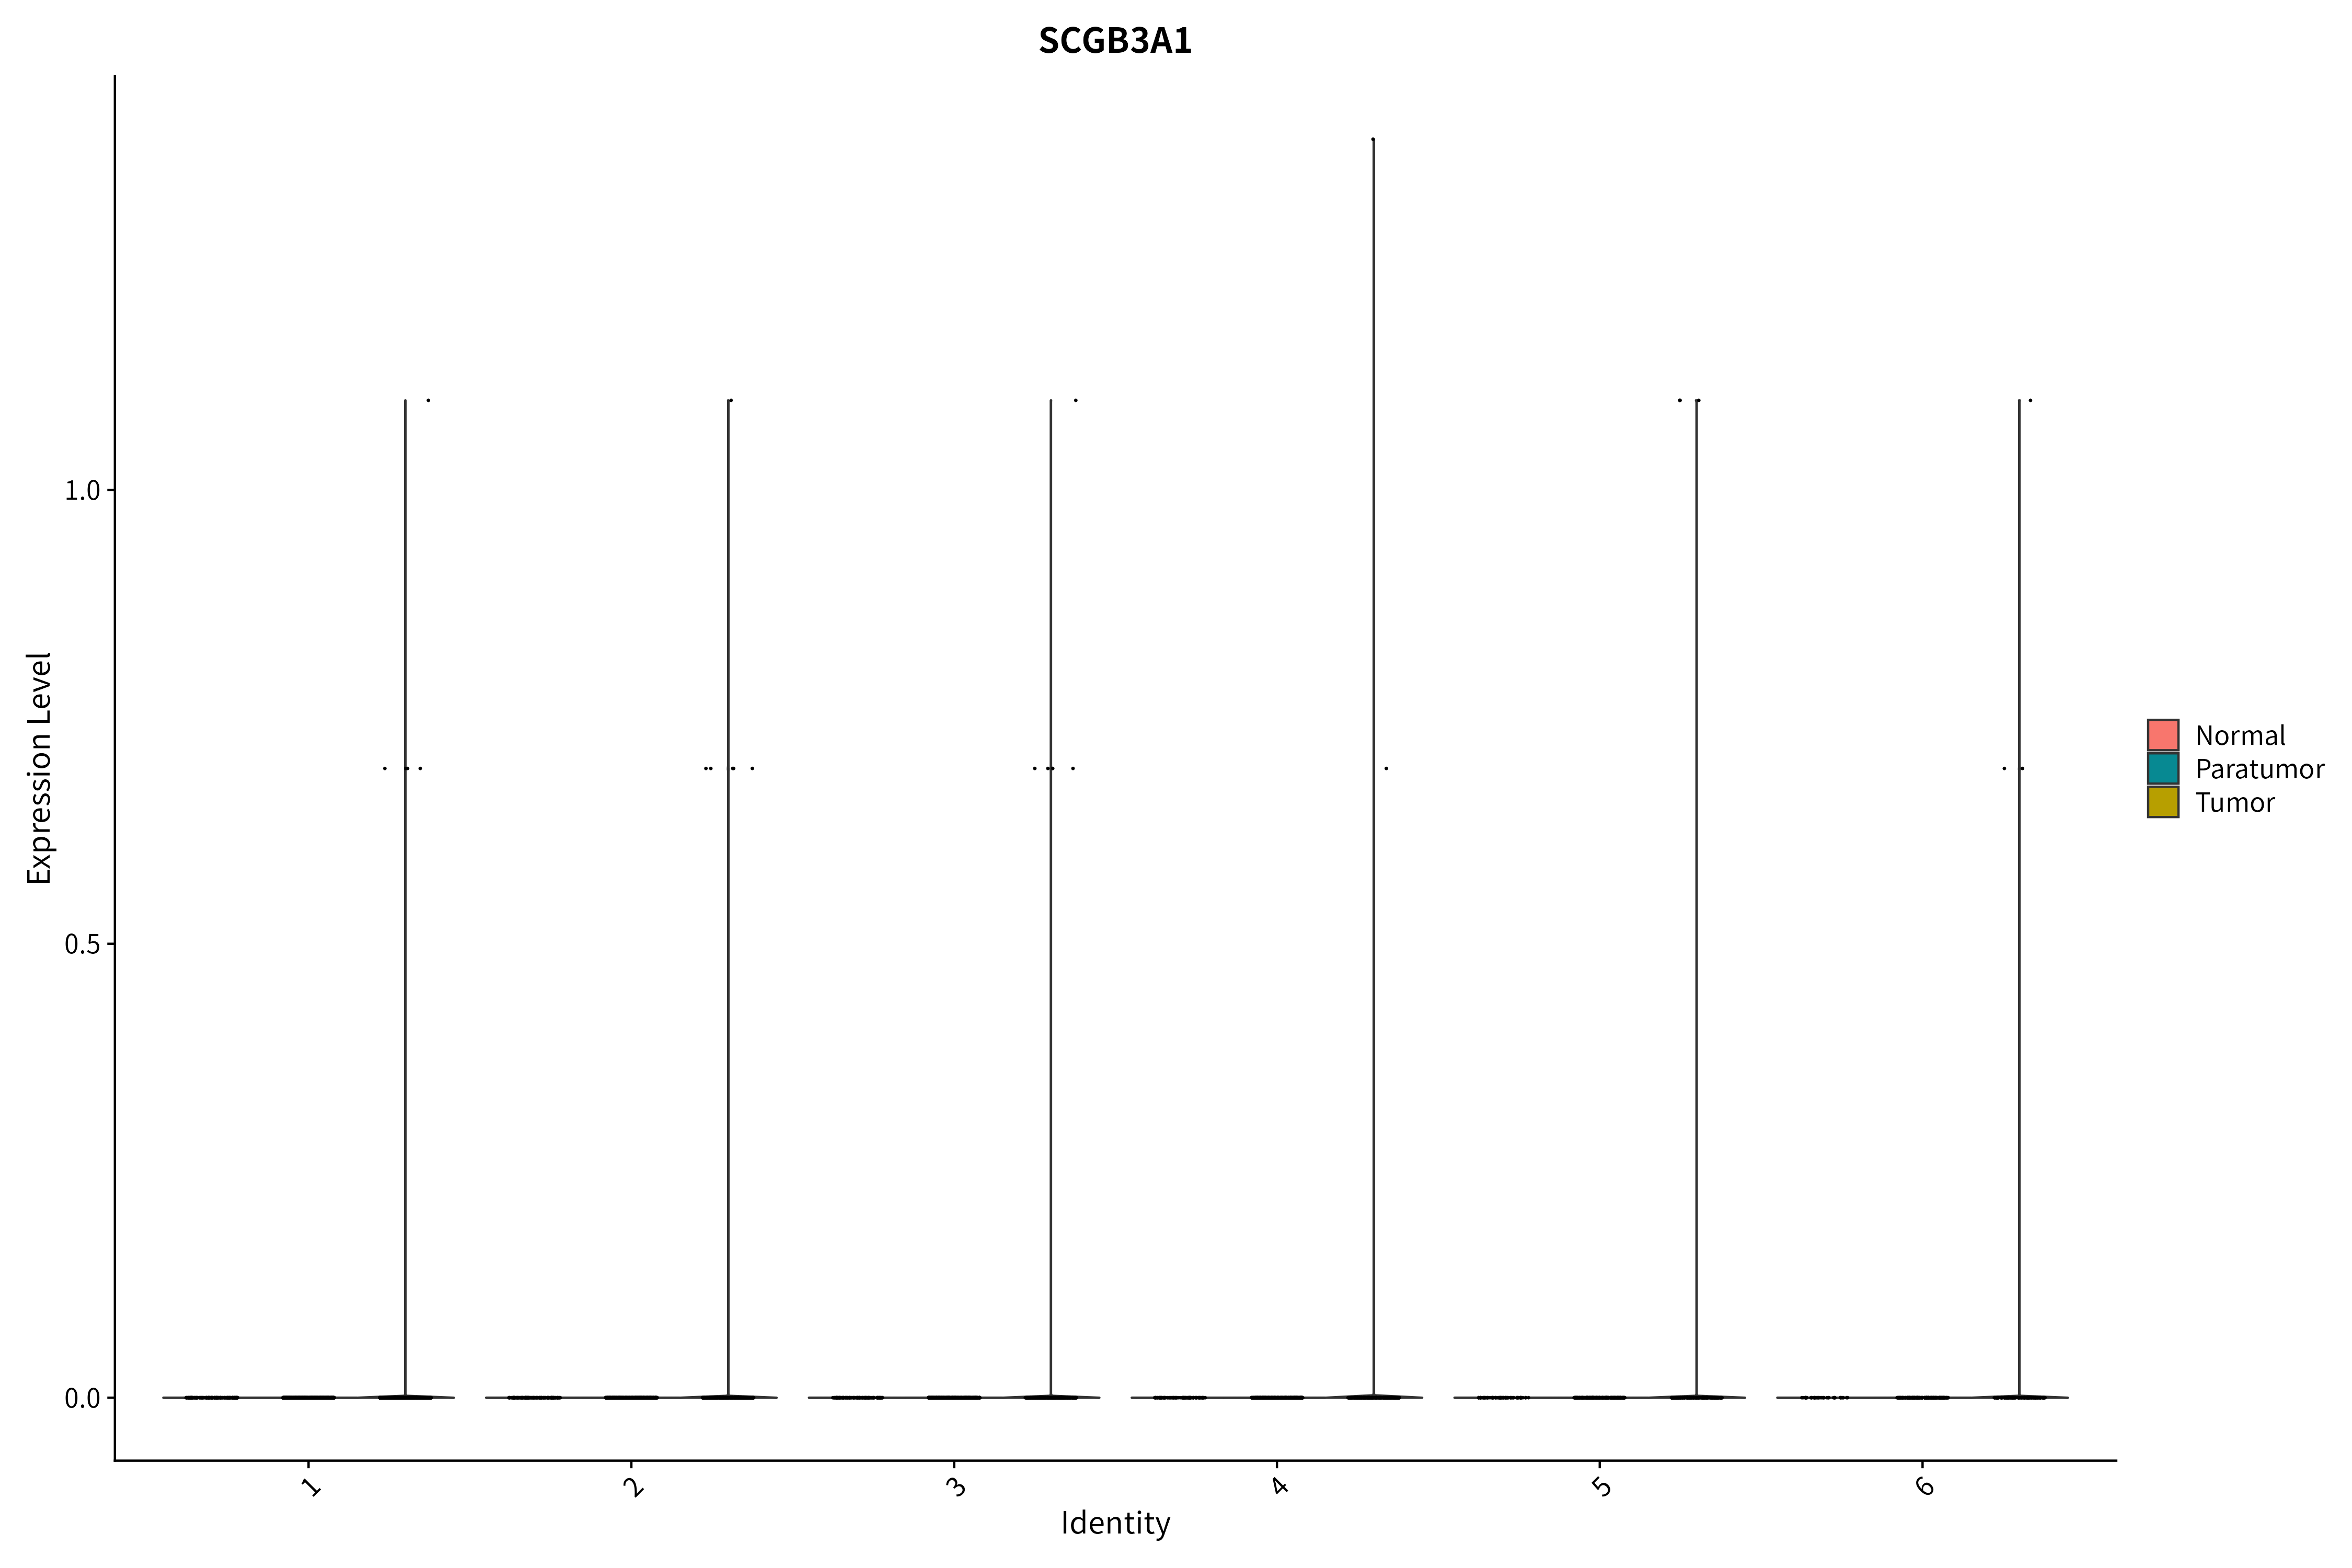 SCGB3A1
Expression Level
1.0
0.5
0.0
1
2
3
4
5
6
Identity
Normal
Paratumor
Tumor